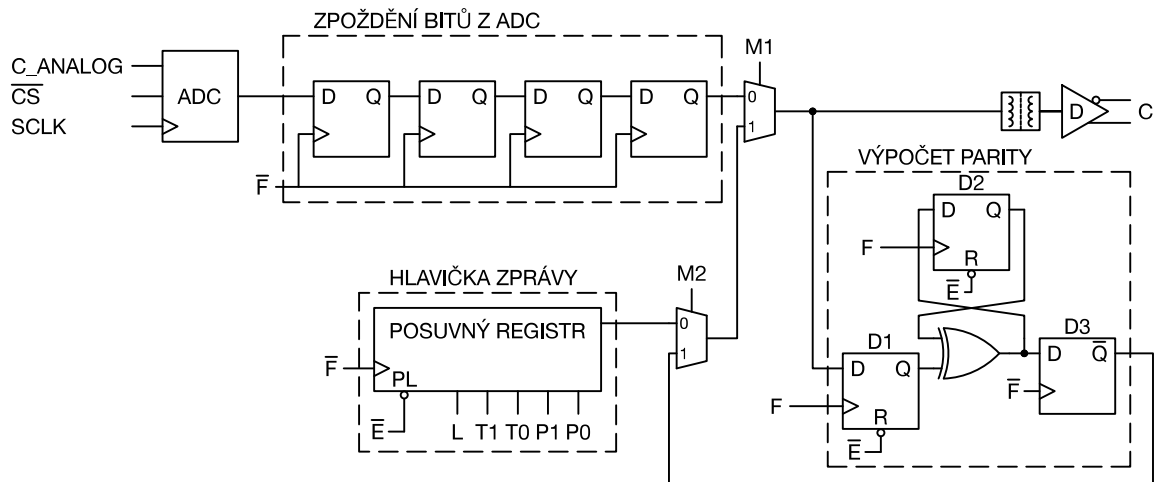 ZPOŽDĚNÍ BITŮ Z ADC
C_ANALOG
C̅S̅
SCLK
ADC
D Q
D Q
D Q
D Q
F̅
M1
0
1
C
D
VÝPOČET PARITY
D2
D Q
F
R
E̅
HLAVIČKA ZPRÁVY
POSUVNÝ REGISTR
F̅
PL
E̅
L T1 T0 P1 P0
M2
0
1
D1
D Q
F
R
E̅
D3
D Q̅
F̅